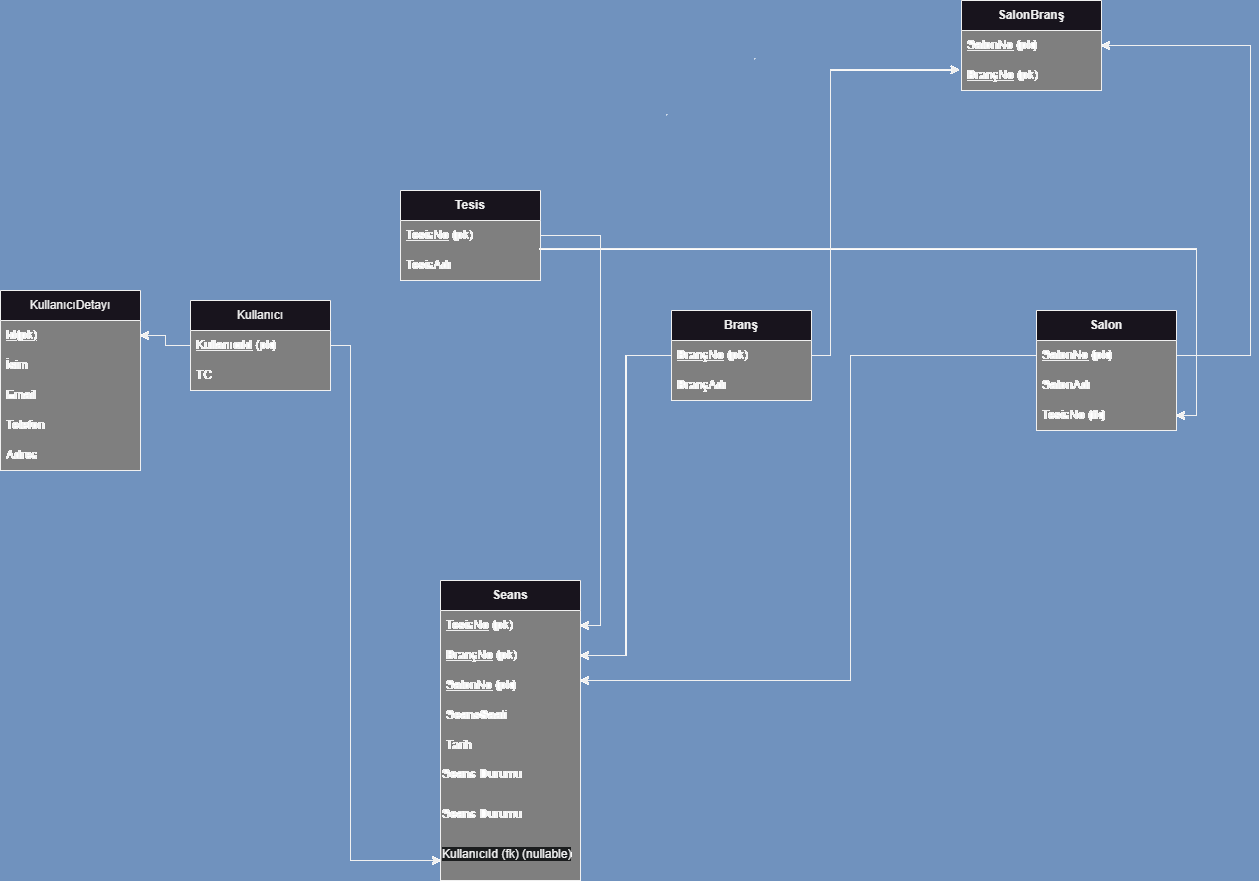 SalonBranş
SalonNo (pk)
BranşNo (pk)
Tesis
TesisNo (pk)
TesisAdı
KullanıcıDetayı
Id(pk)
İsim
Email
Telefon
Adres
Kullanıcı
KullanıcıId (pk)
TC
Branş
BranşNo (pk)
BranşAdı
Salon
SalonNo (pk)
SalonAdı
TesisNo (fk)
Seans
TesisNo (pk)
BranşNo (pk)
SalonNo (pk)
SeansSaati
Tarih
Seans Durumu
Seans Durumu
KullanıcıId (fk) (nullable)